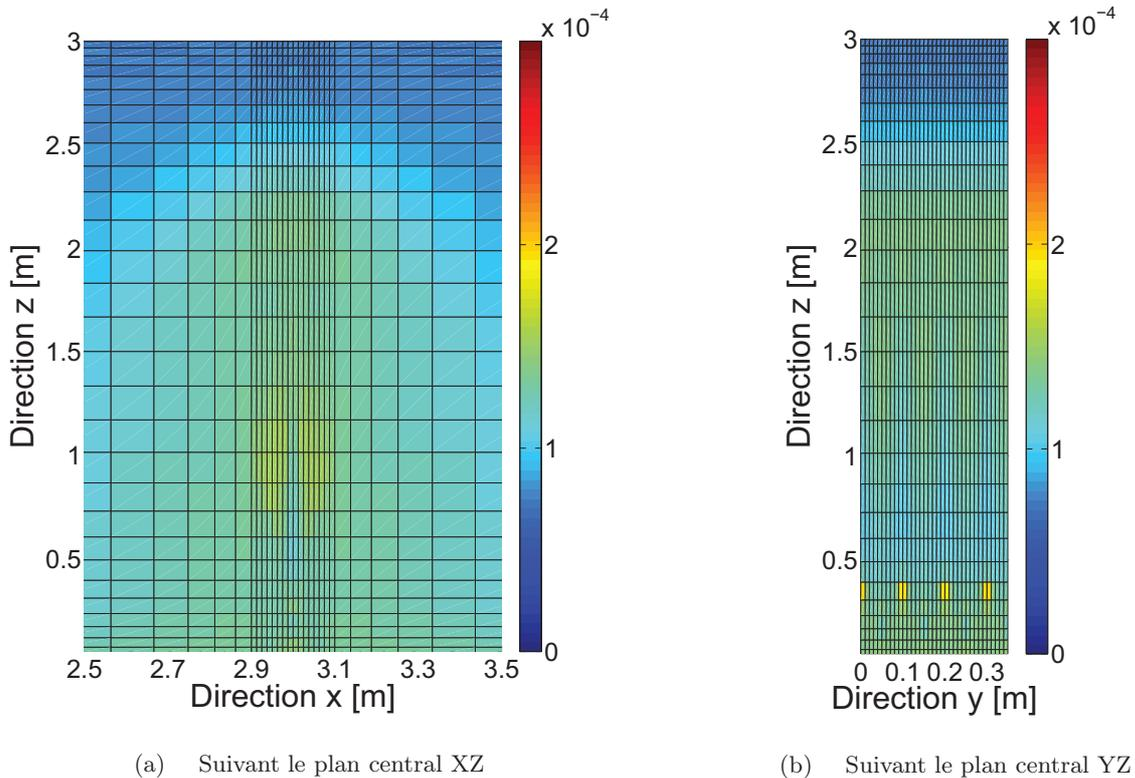 x 10⁻⁴
3
2.5
2
1.5
1
0.5
Direction z [m]
2.5 2.7 2.9 3.1 3.3 3.5
Direction x [m]
2
1
0
(a) Suivant le plan central XZ
x 10⁻⁴
3
2.5
2
1.5
1
0.5
Direction z [m]
0 0.1 0.2 0.3
Direction y [m]
2
1
0
(b) Suivant le plan central YZ